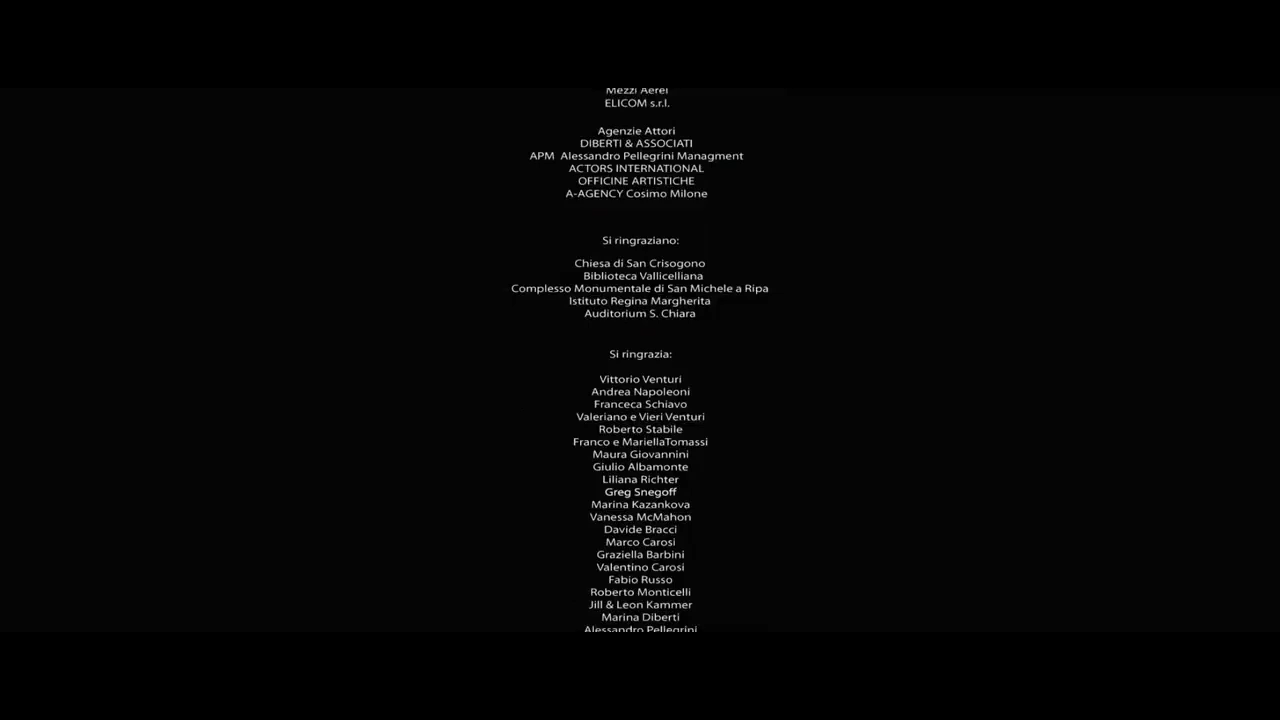 Mezzi Aerei
ELICOM s.r.l.
Agenzie Attori
DIBERTI & ASSOCIATI
APM Alessandro Pellegrini Managment
ACTORS INTERNATIONAL
OFFICINE ARTISTICHE
A-AGENCY Cosimo Milone
Si ringraziano:
Chiesa di San Crisogono
Biblioteca Vallicelliana
Complesso Monumentale di San Michele a Ripa
Istituto Regina Margherita
Auditorium S. Chiara
Si ringrazia:
Vittorio Venturi
Andrea Napoleoni
Franceca Schiavo
Valeriano e Vieri Venturi
Roberto Stabile
Franco e MariellaTomassi
Maura Giovannini
Giulio Albamonte
Liliana Richter
Greg Snegoff
Marina Kazankova
Vanessa McMahon
Davide Bracci
Marco Carosi
Graziella Barbini
Valentino Carosi
Fabio Russo
Roberto Monticelli
Jill & Leon Kammer
Marina Diberti
Alessandro Pellegrini